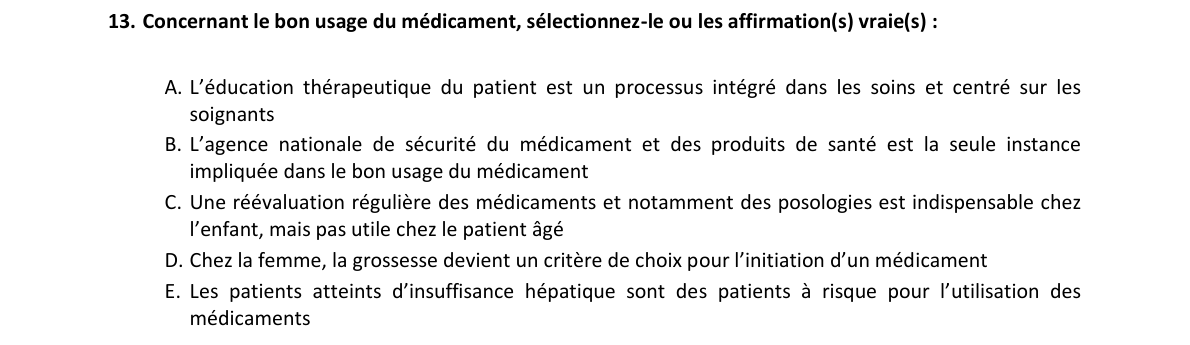 13. Concernant le bon usage du médicament, sélectionnez-le ou les affirmation(s) vraie(s) :
A. L’éducation thérapeutique du patient est un processus intégré dans les soins et centré sur les
soignants
B. L’agence nationale de sécurité du médicament et des produits de santé est la seule instance
impliquée dans le bon usage du médicament
C. Une réévaluation régulière des médicaments et notamment des posologies est indispensable chez
l’enfant, mais pas utile chez le patient âgé
D. Chez la femme, la grossesse devient un critère de choix pour l’initiation d’un médicament
E. Les patients atteints d’insuffisance hépatique sont des patients à risque pour l’utilisation des
médicaments